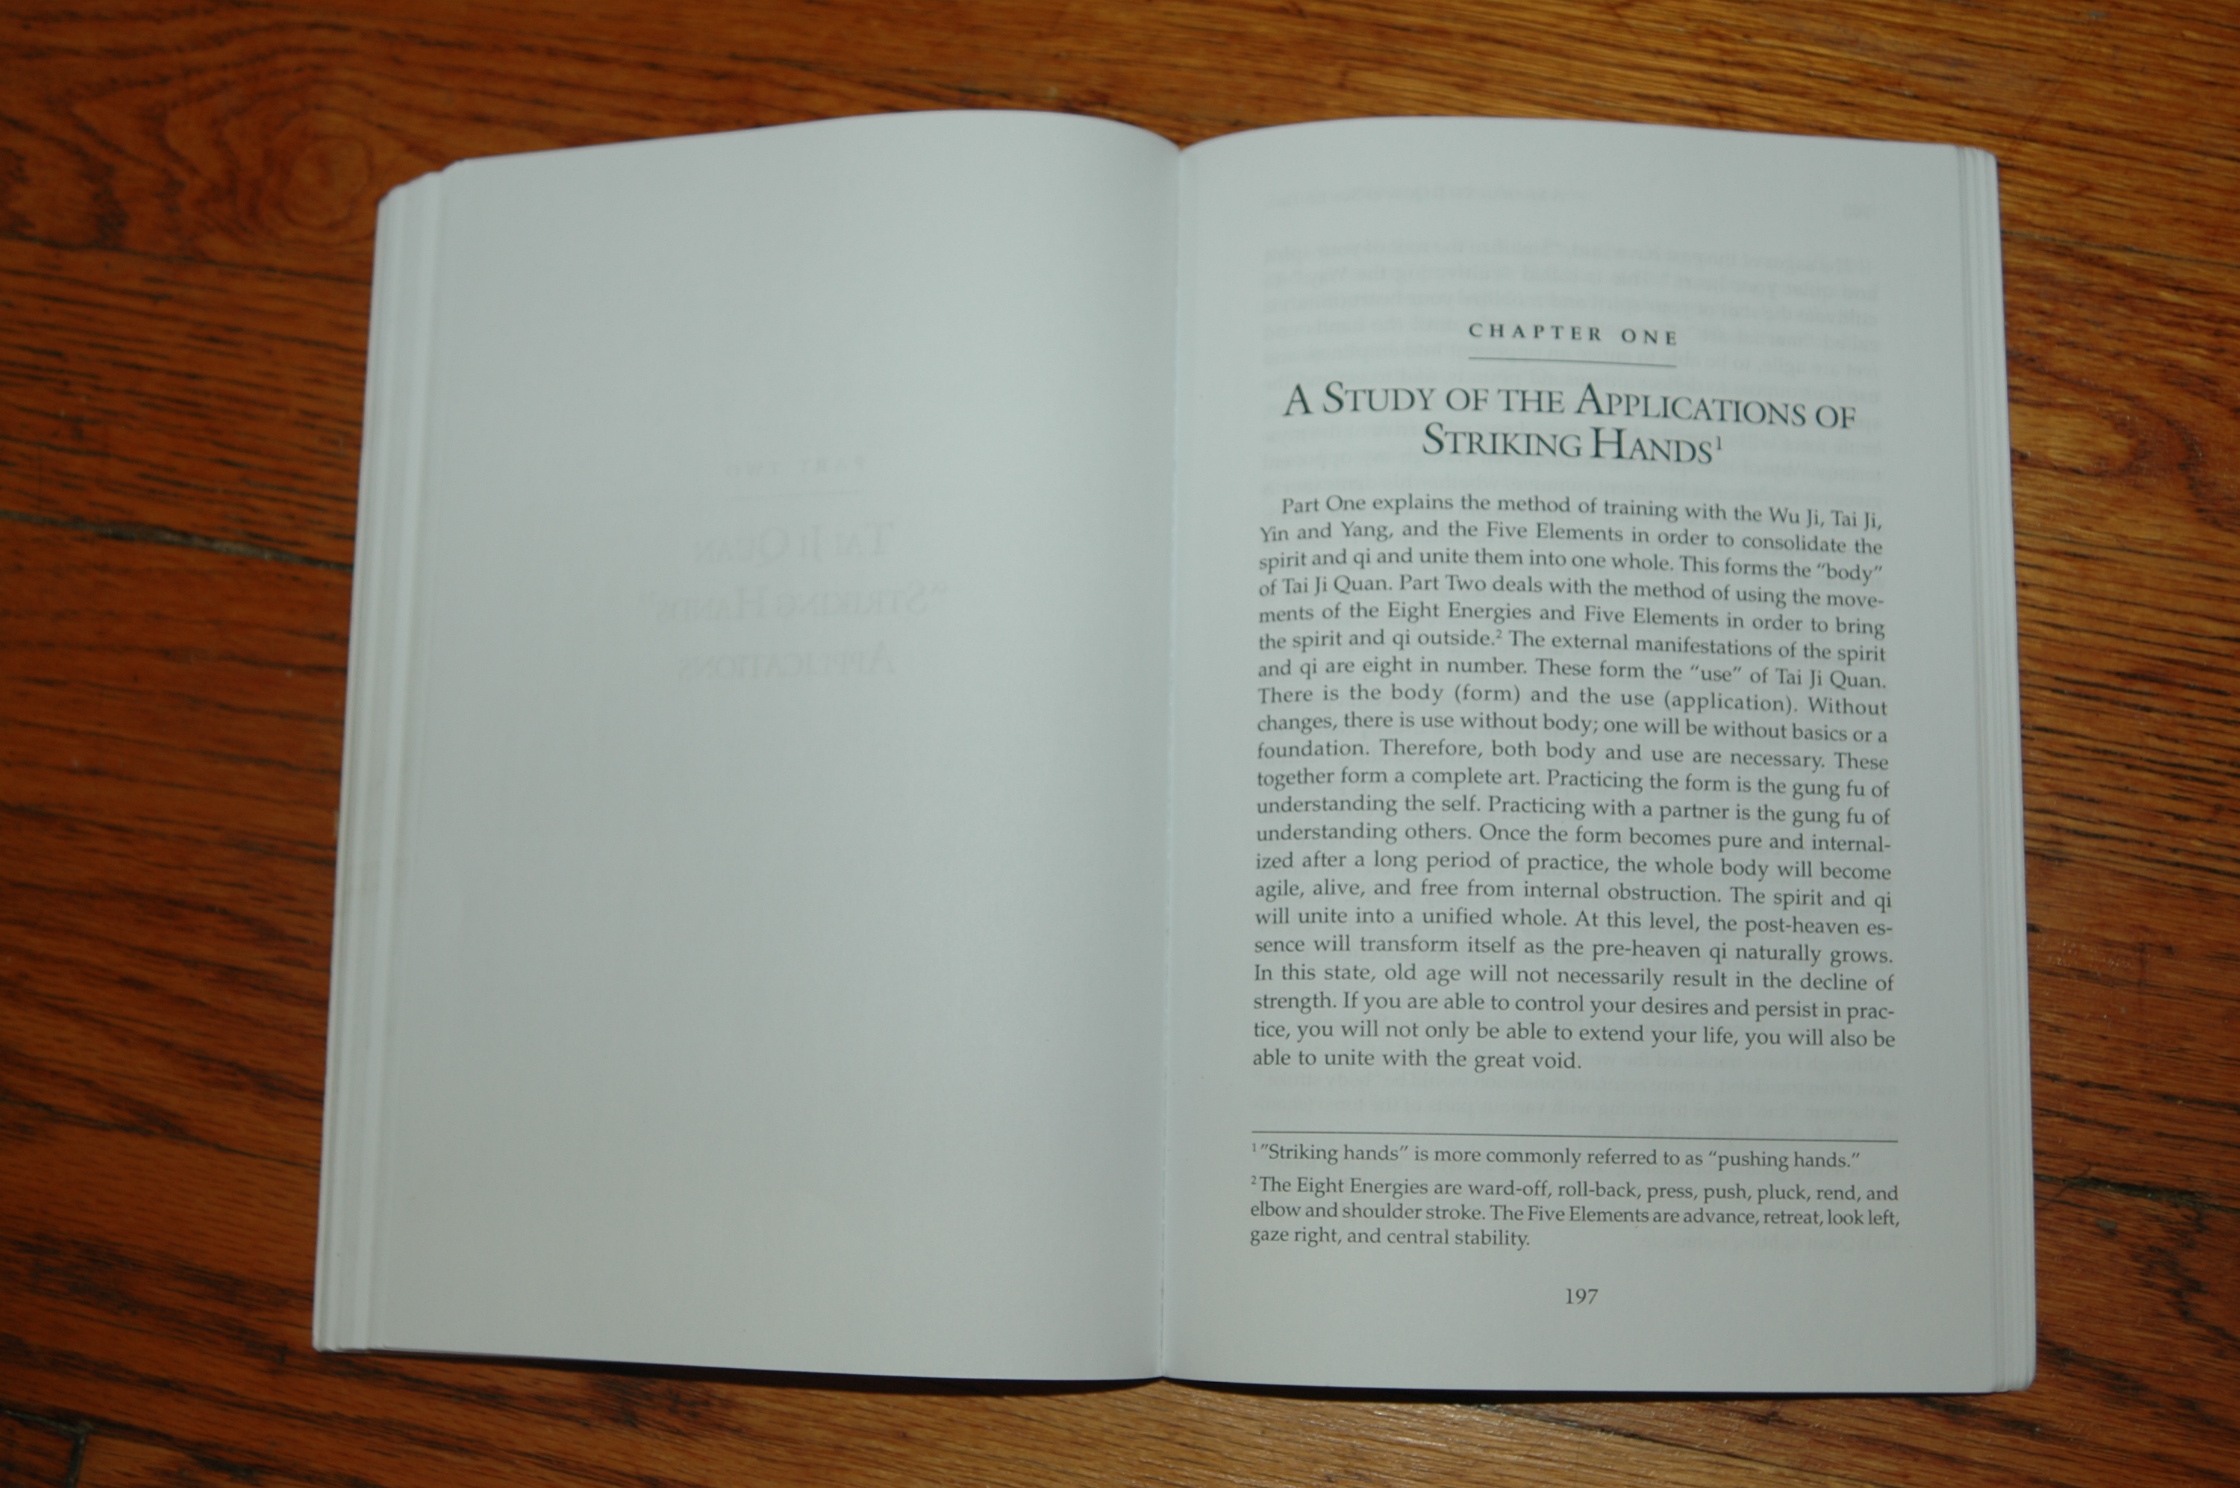 CHAPTER ONE
A STUDY OF THE APPLICATIONS OF
STRIKING HANDS¹
Part One explains the method of training with the Wu Ji, Tai Ji,
Yin and Yang, and the Five Elements in order to consolidate the
spirit and qi and unite them into one whole. This forms the "body"
of Tai Ji Quan. Part Two deals with the method of using the move-
ments of the Eight Energies and Five Elements in order to bring
the spirit and qi outside.² The external manifestations of the spirit
and qi are eight in number. These form the "use" of Tai Ji Quan.
There is the body (form) and the use (application). Without
changes, there is use without body; one will be without basics or a
foundation. Therefore, both body and use are necessary. These
together form a complete art. Practicing the form is the gung fu of
understanding the self. Practicing with a partner is the gung fu of
understanding others. Once the form becomes pure and internal-
ized after a long period of practice, the whole body will become
agile, alive, and free from internal obstruction. The spirit and qi
will unite into a unified whole. At this level, the post-heaven es-
sence will transform itself as the pre-heaven qi naturally grows.
In this state, old age will not necessarily result in the decline of
strength. If you are able to control your desires and persist in prac-
tice, you will not only be able to extend your life, you will also be
able to unite with the great void.
¹ "Striking hands" is more commonly referred to as "pushing hands."
² The Eight Energies are ward-off, roll-back, press, push, pluck, rend, and
elbow and shoulder stroke. The Five Elements are advance, retreat, look left,
gaze right, and central stability.
197